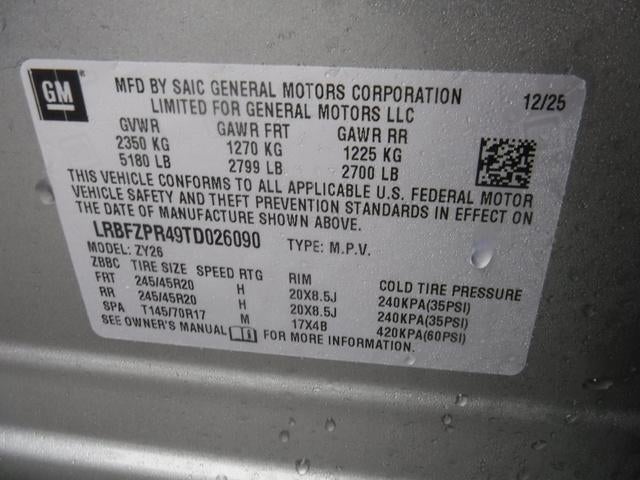 GM
MFD BY SAIC GENERAL MOTORS CORPORATION 12/25
LIMITED FOR GENERAL MOTORS LLC
GVWR GAWR FRT GAWR RR
2350 KG 1270 KG 1225 KG
5180 LB 2799 LB 2700 LB
THIS VEHICLE CONFORMS TO ALL APPLICABLE U.S. FEDERAL MOTOR
VEHICLE SAFETY AND THEFT PREVENTION STANDARDS IN EFFECT ON
THE DATE OF MANUFACTURE SHOWN ABOVE.
LRBFZPR49TD026090 TYPE: M.P.V.
MODEL: ZY26
ZBBC TIRE SIZE SPEED RTG RIM COLD TIRE PRESSURE
FRT 245/45R20 H 20X8.5J 240KPA(35PSI)
RR 245/45R20 H 20X8.5J 240KPA(35PSI)
SPA T145/70R17 M 17X4B 420KPA(60PSI)
SEE OWNER'S MANUAL FOR MORE INFORMATION.